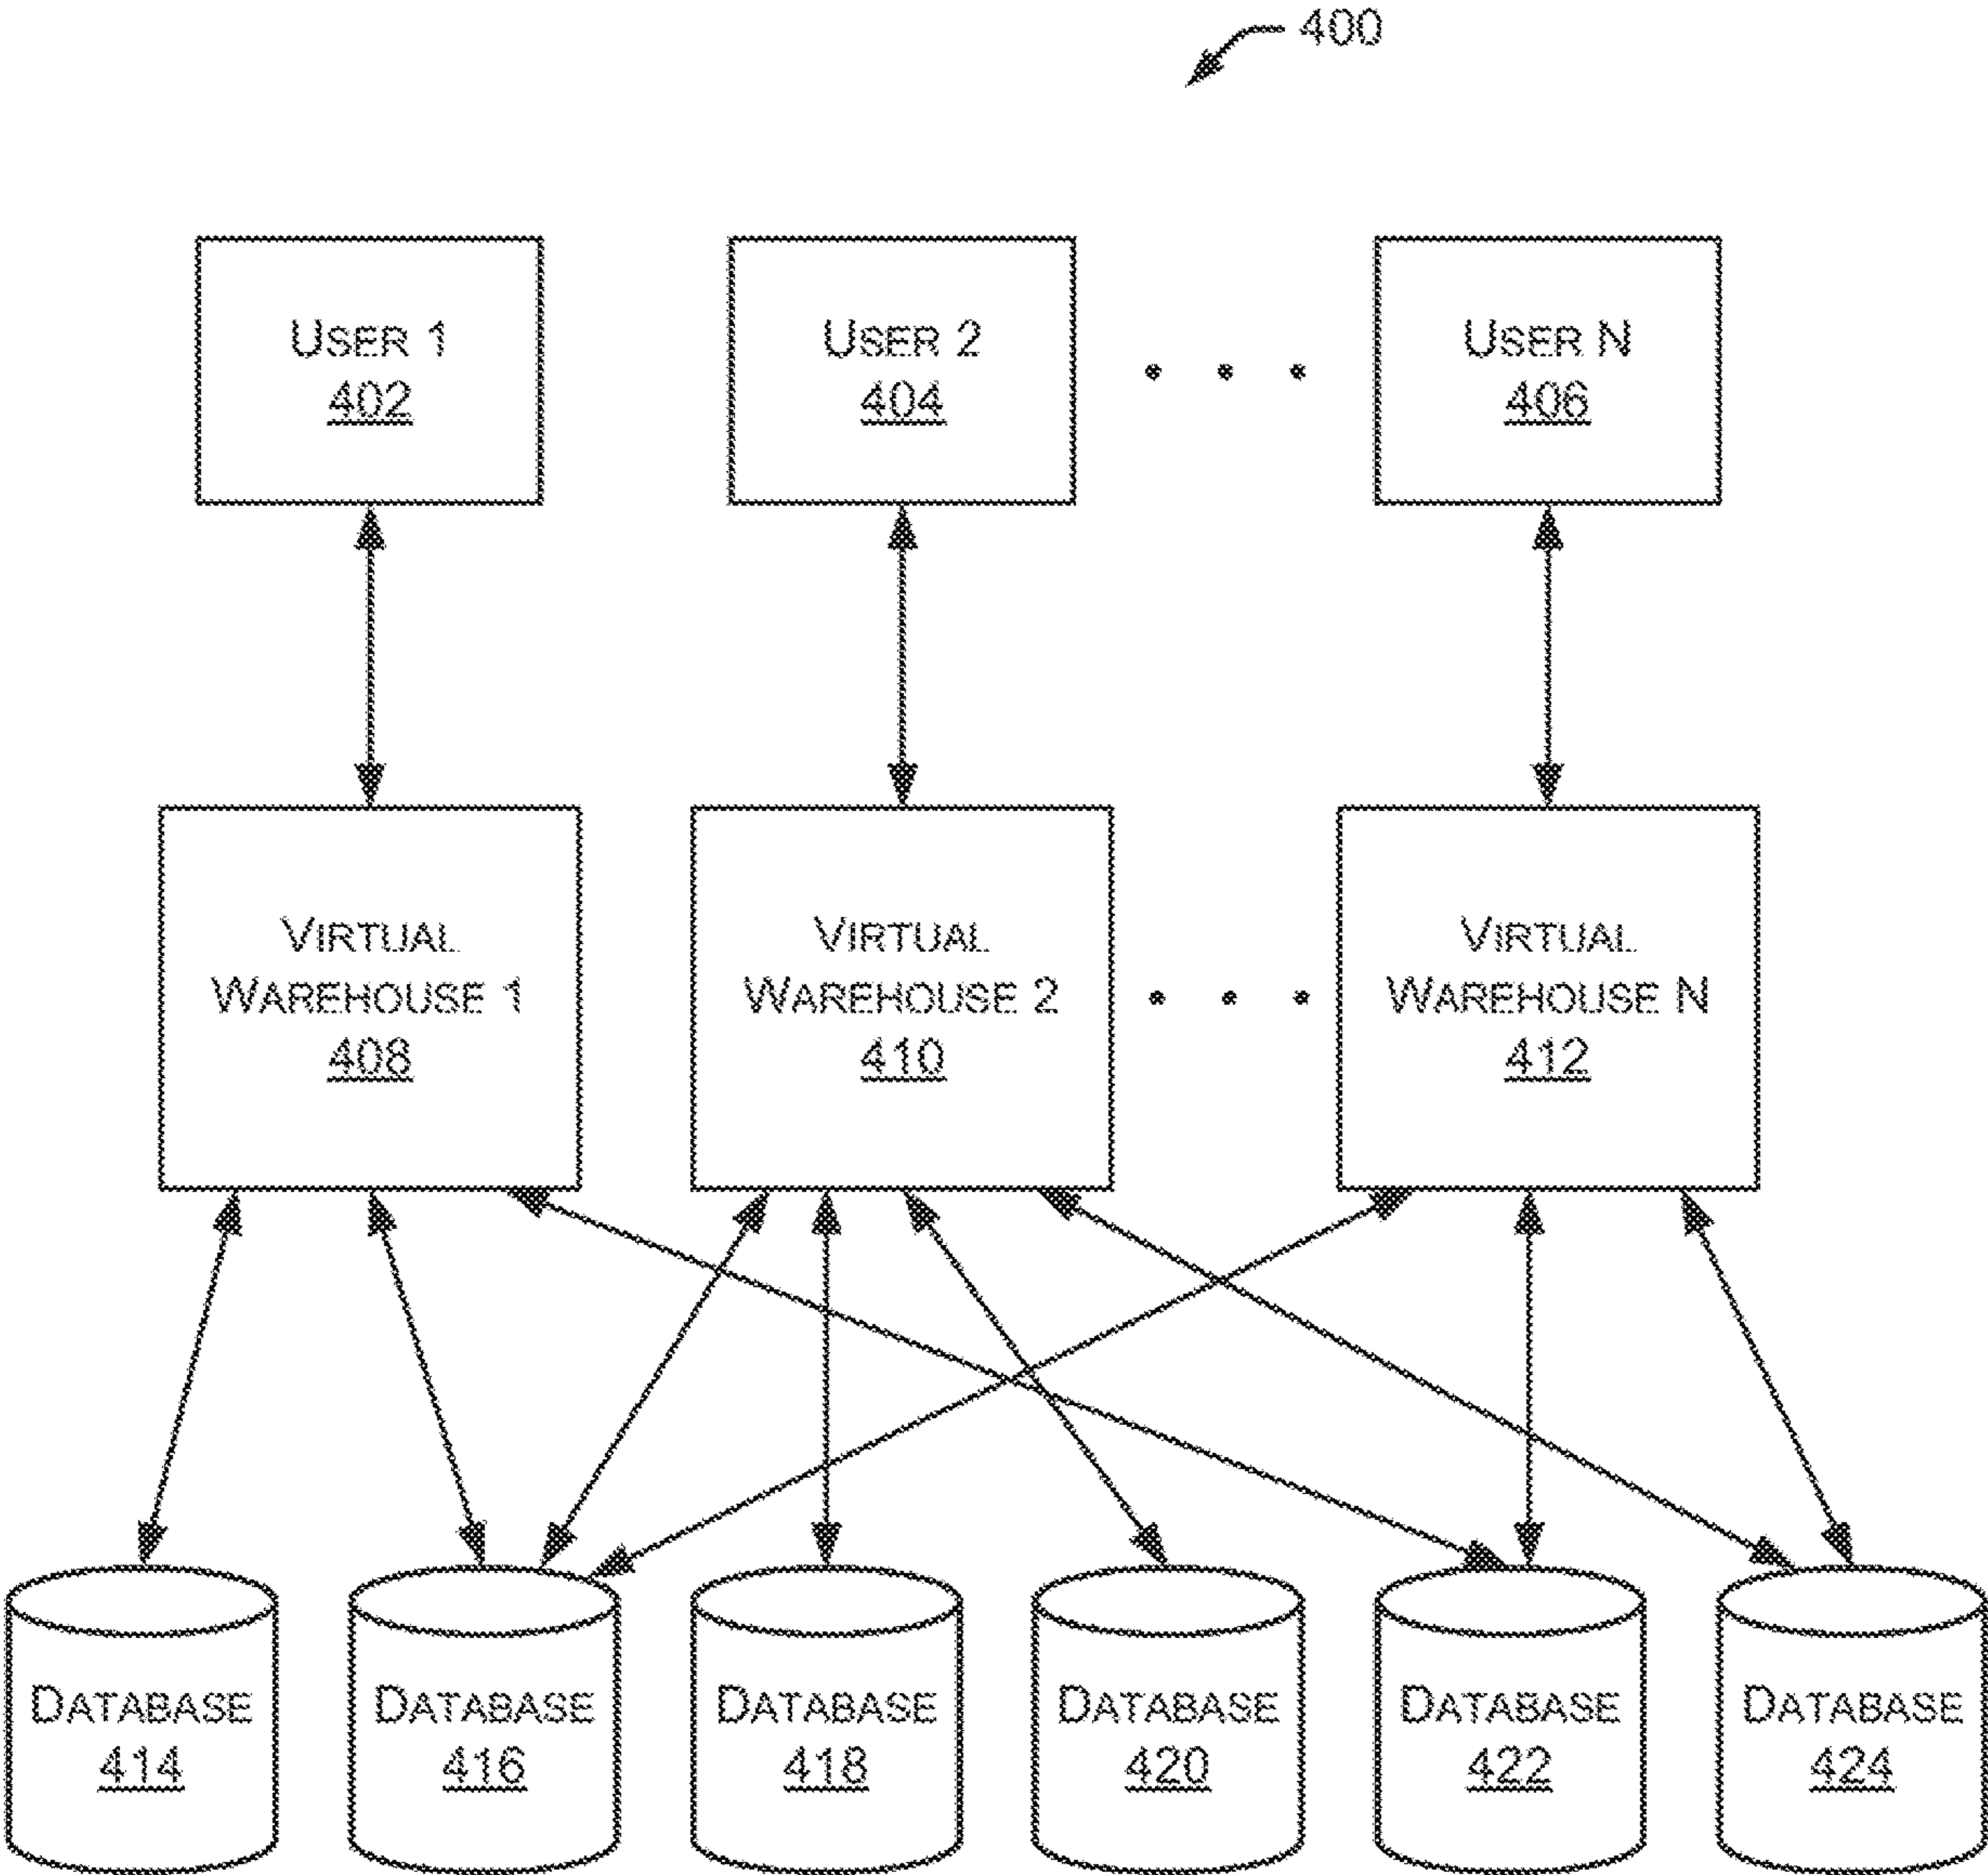 400
USER 1
402
USER 2
404
USER N
406
VIRTUAL
WAREHOUSE 1
408
VIRTUAL
WAREHOUSE 2
410
VIRTUAL
WAREHOUSE N
412
DATABASE
414
DATABASE
416
DATABASE
418
DATABASE
420
DATABASE
422
DATABASE
424